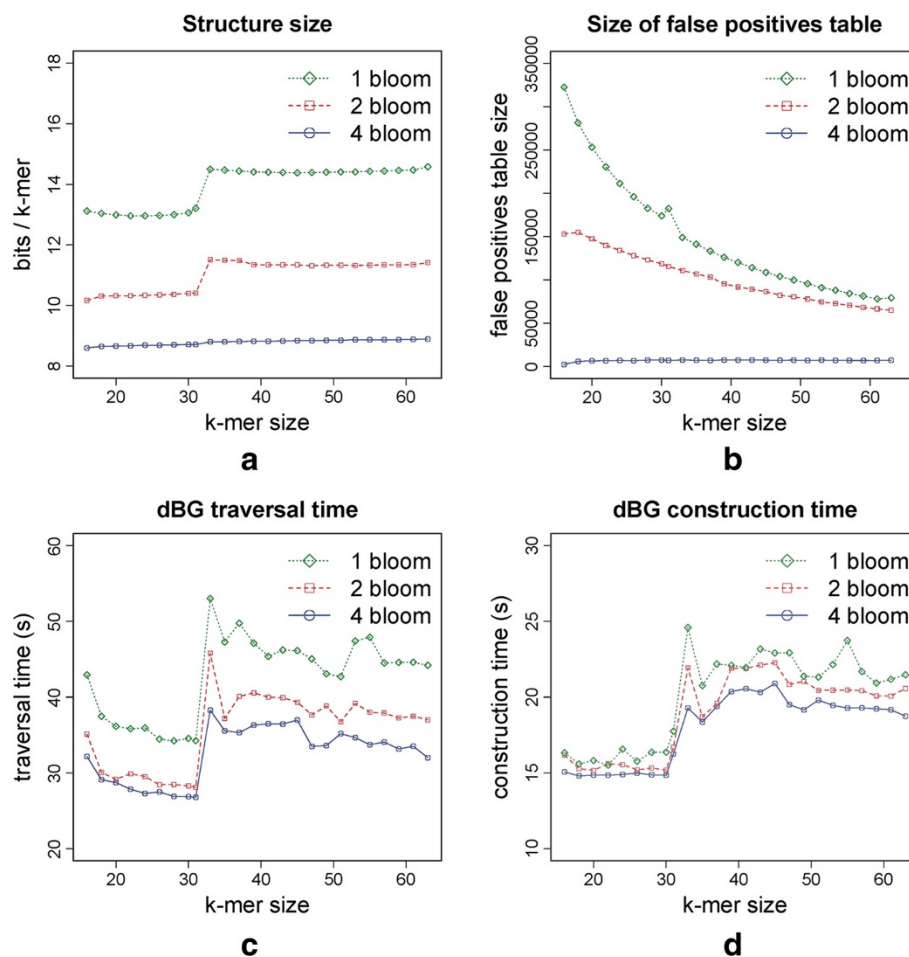 Structure size
bits / k-mer
18
16
14
12
10
8
1 bloom
2 bloom
4 bloom
20 30 40 50 60
k-mer size
a
Size of false positives table
false positives table size
350000
250000
150000
50000
0
1 bloom
2 bloom
4 bloom
20 30 40 50 60
k-mer size
b
dBG traversal time
traversal time (s)
60
50
40
30
20
1 bloom
2 bloom
4 bloom
20 30 40 50 60
k-mer size
c
dBG construction time
construction time (s)
30
25
20
15
10
1 bloom
2 bloom
4 bloom
20 30 40 50 60
k-mer size
d